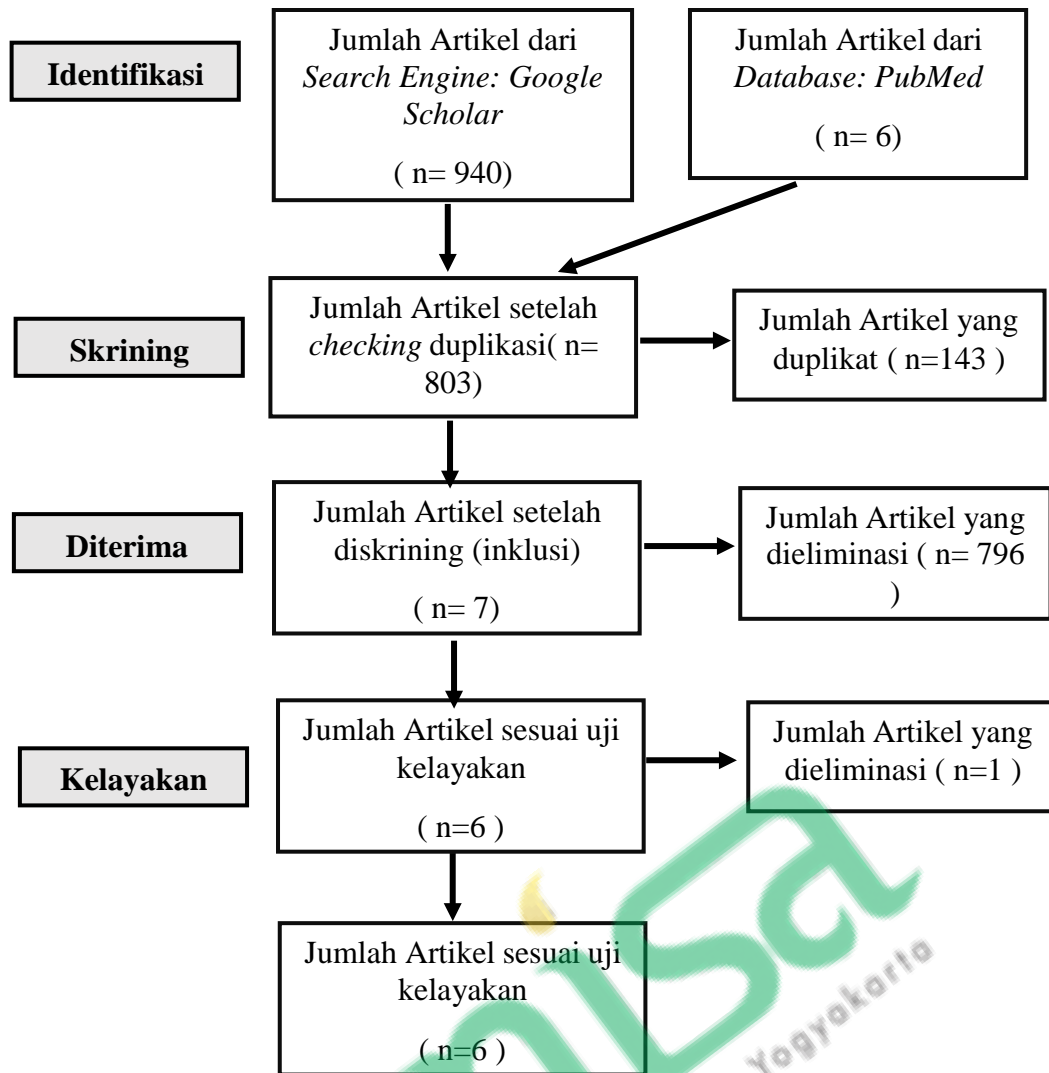 Identifikasi
Jumlah Artikel dari
Search Engine: Google
Scholar
( n= 940)
Jumlah Artikel dari
Database: PubMed
( n= 6)
Skrining
Jumlah Artikel setelah
checking duplikasi( n=
803)
Jumlah Artikel yang
duplikat ( n=143 )
Diterima
Jumlah Artikel setelah
diskrining (inklusi)
( n= 7)
Jumlah Artikel yang
dieliminasi ( n= 796
)
Kelayakan
Jumlah Artikel sesuai uji
kelayakan
( n=6 )
Jumlah Artikel yang
dieliminasi ( n=1 )
Jumlah Artikel sesuai uji
kelayakan
( n=6 )
nisa
Yogyakarta